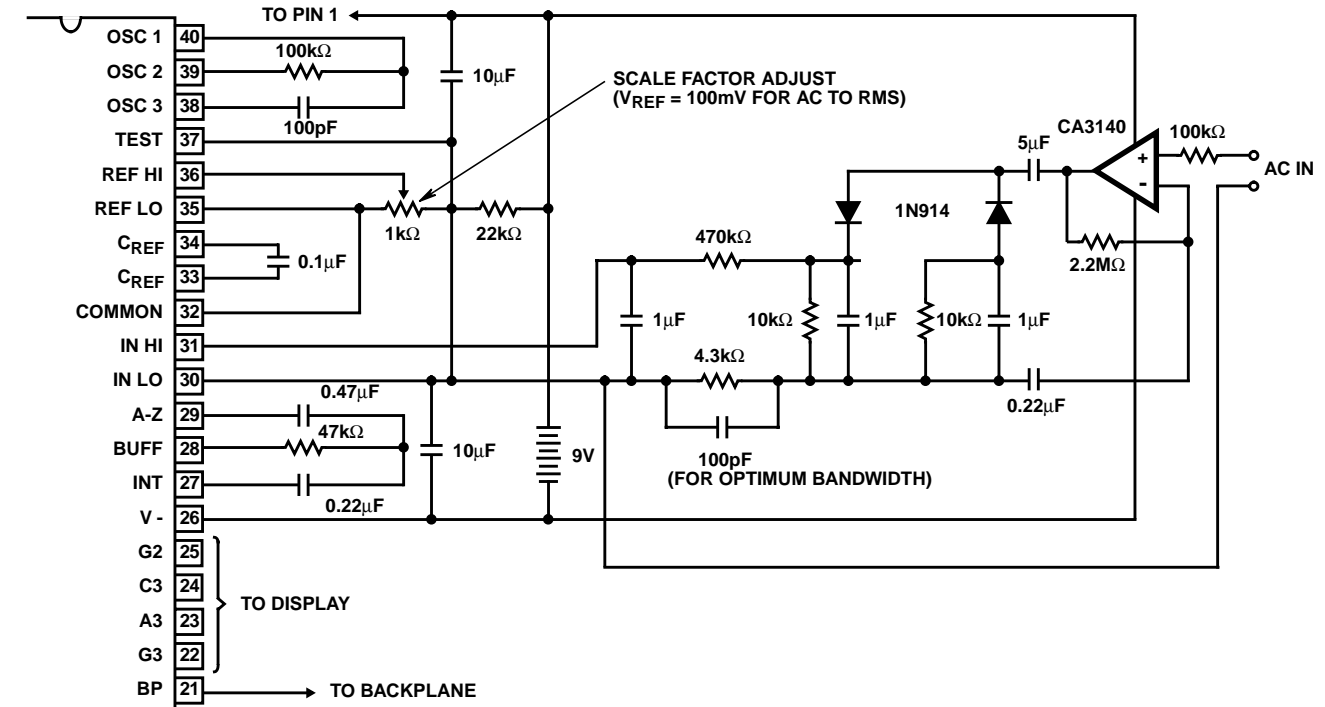 TO PIN 1
OSC 1 40
100kΩ
OSC 2 39
10μF
SCALE FACTOR ADJUST
(VREF = 100mV FOR AC TO RMS)
OSC 3 38
100pF
TEST 37
CA3140
100kΩ
5μF
+
-
AC IN
REF HI 36
REF LO 35
1kΩ
22kΩ
1N914
470kΩ
2.2MΩ
CREF 34
0.1μF
CREF 33
COMMON 32
1μF
10kΩ
1μF
10kΩ
1μF
IN HI 31
4.3kΩ
IN LO 30
0.47μF
0.22μF
A-Z 29
47kΩ
BUFF 28
10μF
9V
100pF
(FOR OPTIMUM BANDWIDTH)
INT 27
0.22μF
V - 26
G2 25
C3 24
TO DISPLAY
A3 23
G3 22
BP 21
TO BACKPLANE